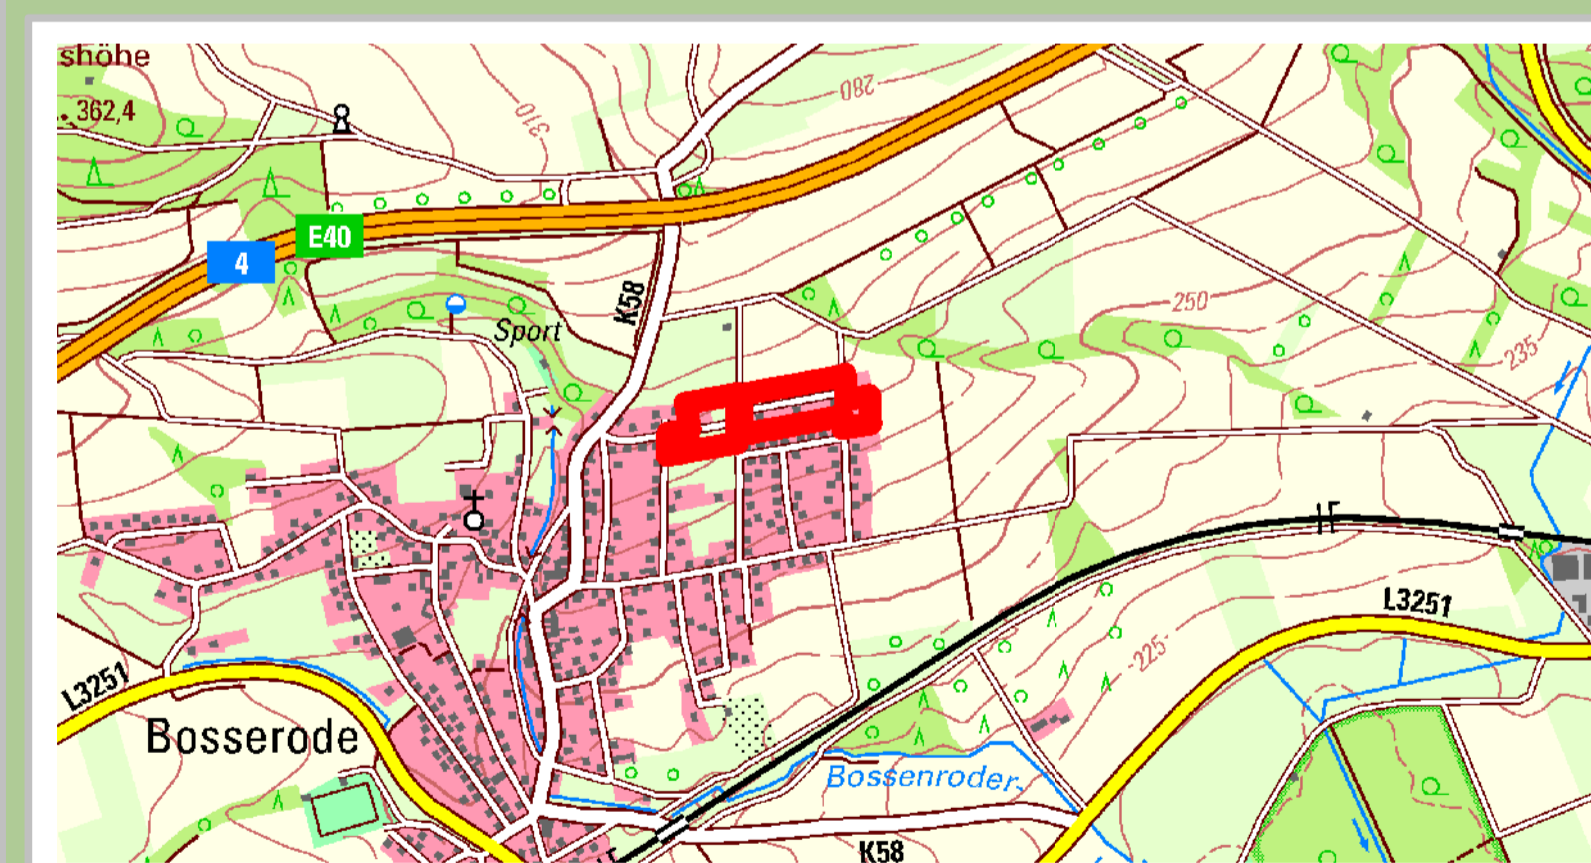 shöhe
. 362,4
310
280
E40
4
K58
Sport
250
235
L3251
L3251
225
Bosserode
Bossenroder
K58